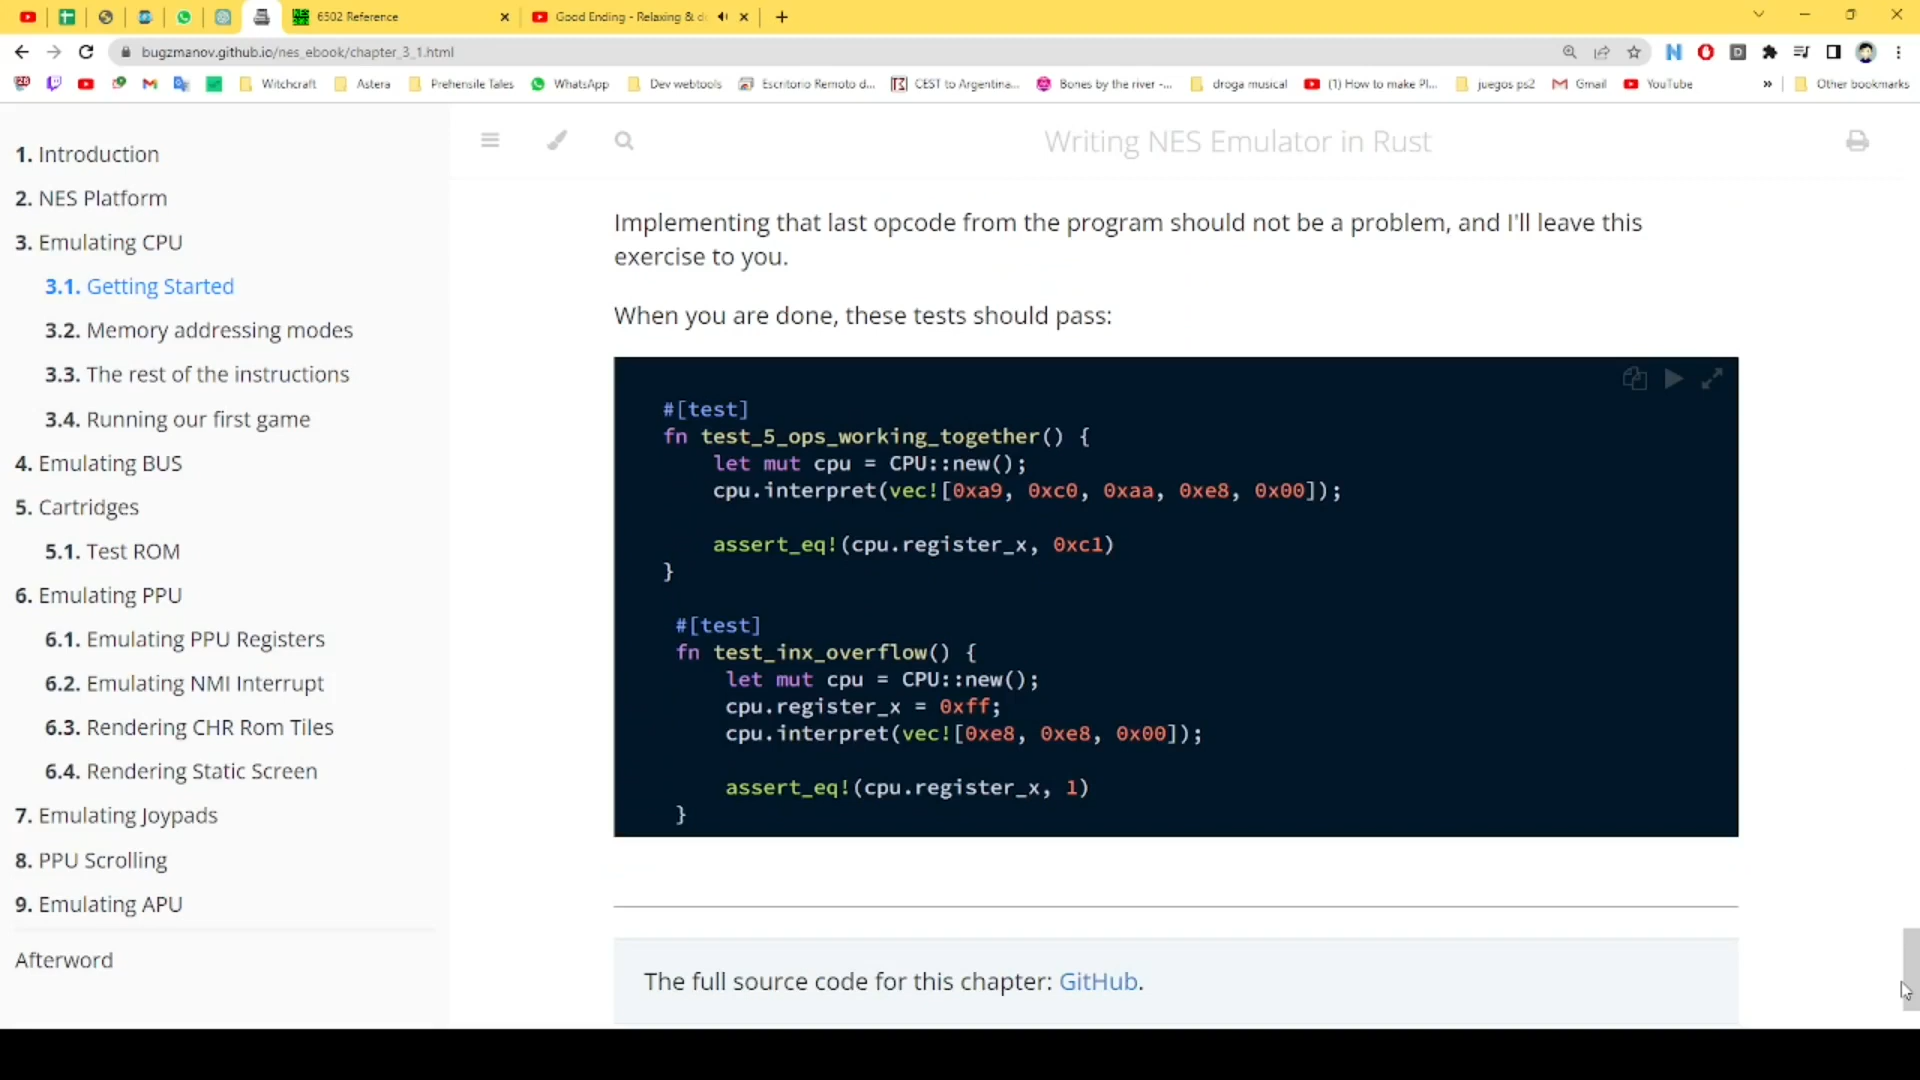 6502 Reference
Good Ending - Relaxing & d
bugzmanov.github.io/nes_ebook/chapter_3_1.html
Witchcraft
Astera
Prehensile Tales
WhatsApp
Dev webtools
Escritorio Remoto d...
CEST to Argentina...
Bones by the river -...
droga musical
(1) How to make Pl...
juegos ps2
Gmail
YouTube
»
Other bookmarks
Writing NES Emulator in Rust
1. Introduction
2. NES Platform
3. Emulating CPU
3.1. Getting Started
3.2. Memory addressing modes
3.3. The rest of the instructions
3.4. Running our first game
4. Emulating BUS
5. Cartridges
5.1. Test ROM
6. Emulating PPU
6.1. Emulating PPU Registers
6.2. Emulating NMI Interrupt
6.3. Rendering CHR Rom Tiles
6.4. Rendering Static Screen
7. Emulating Joypads
8. PPU Scrolling
9. Emulating APU
Afterword
Implementing that last opcode from the program should not be a problem, and I'll leave this
exercise to you.
When you are done, these tests should pass:
#[test]
fn test_5_ops_working_together() {
let mut cpu = CPU::new();
cpu.interpret(vec![0xa9, 0xc0, 0xaa, 0xe8, 0x00]);
assert_eq!(cpu.register_x, 0xc1)
}
#[test]
fn test_inx_overflow() {
let mut cpu = CPU::new();
cpu.register_x = 0xff;
cpu.interpret(vec![0xe8, 0xe8, 0x00]);
assert_eq!(cpu.register_x, 1)
}
The full source code for this chapter: GitHub.